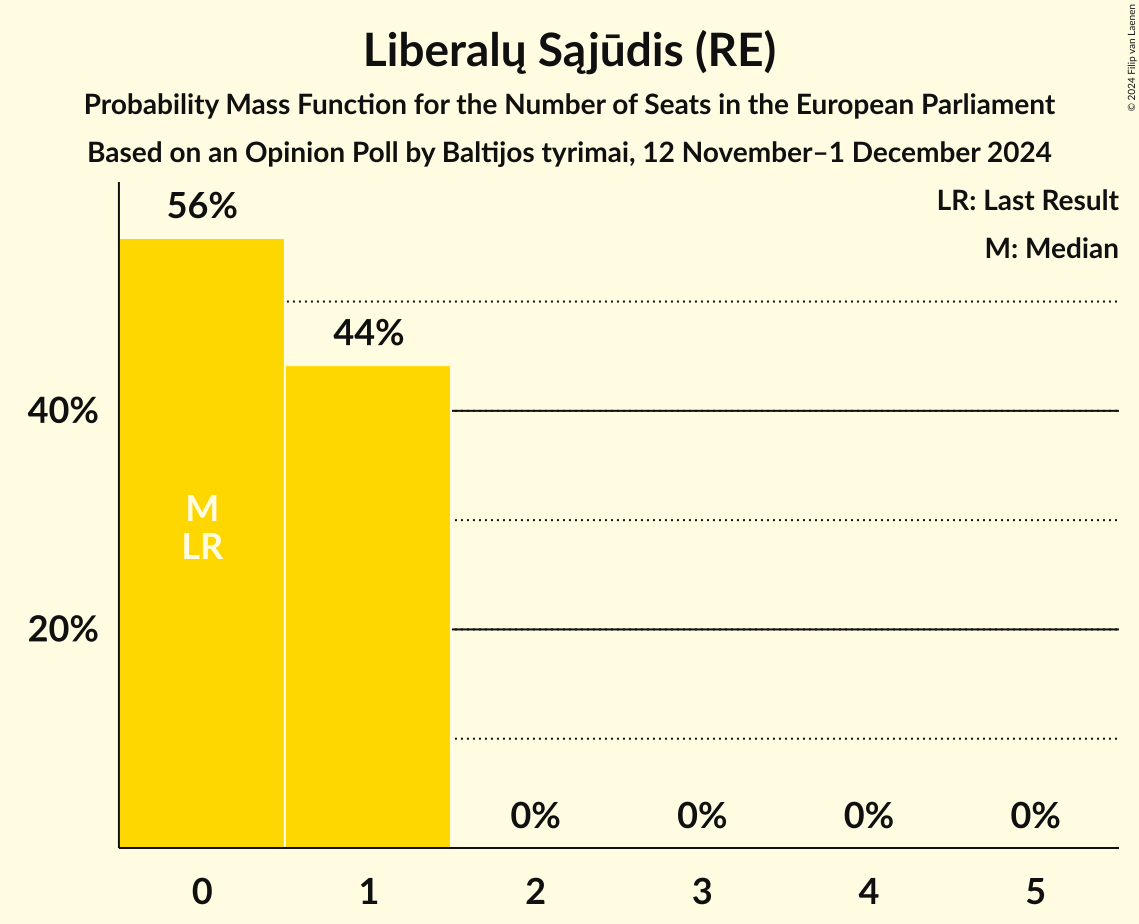 Liberalų Sąjūdis (RE)
Probability Mass Function for the Number of Seats in the European Parliament
Based on an Opinion Poll by Baltijos tyrimai, 12 November–1 December 2024
© 2024 Filip van Laenen
LR: Last Result
M: Median
56%
44%
40%
M
LR
20%
0% 0% 0% 0%
0 1 2 3 4 5